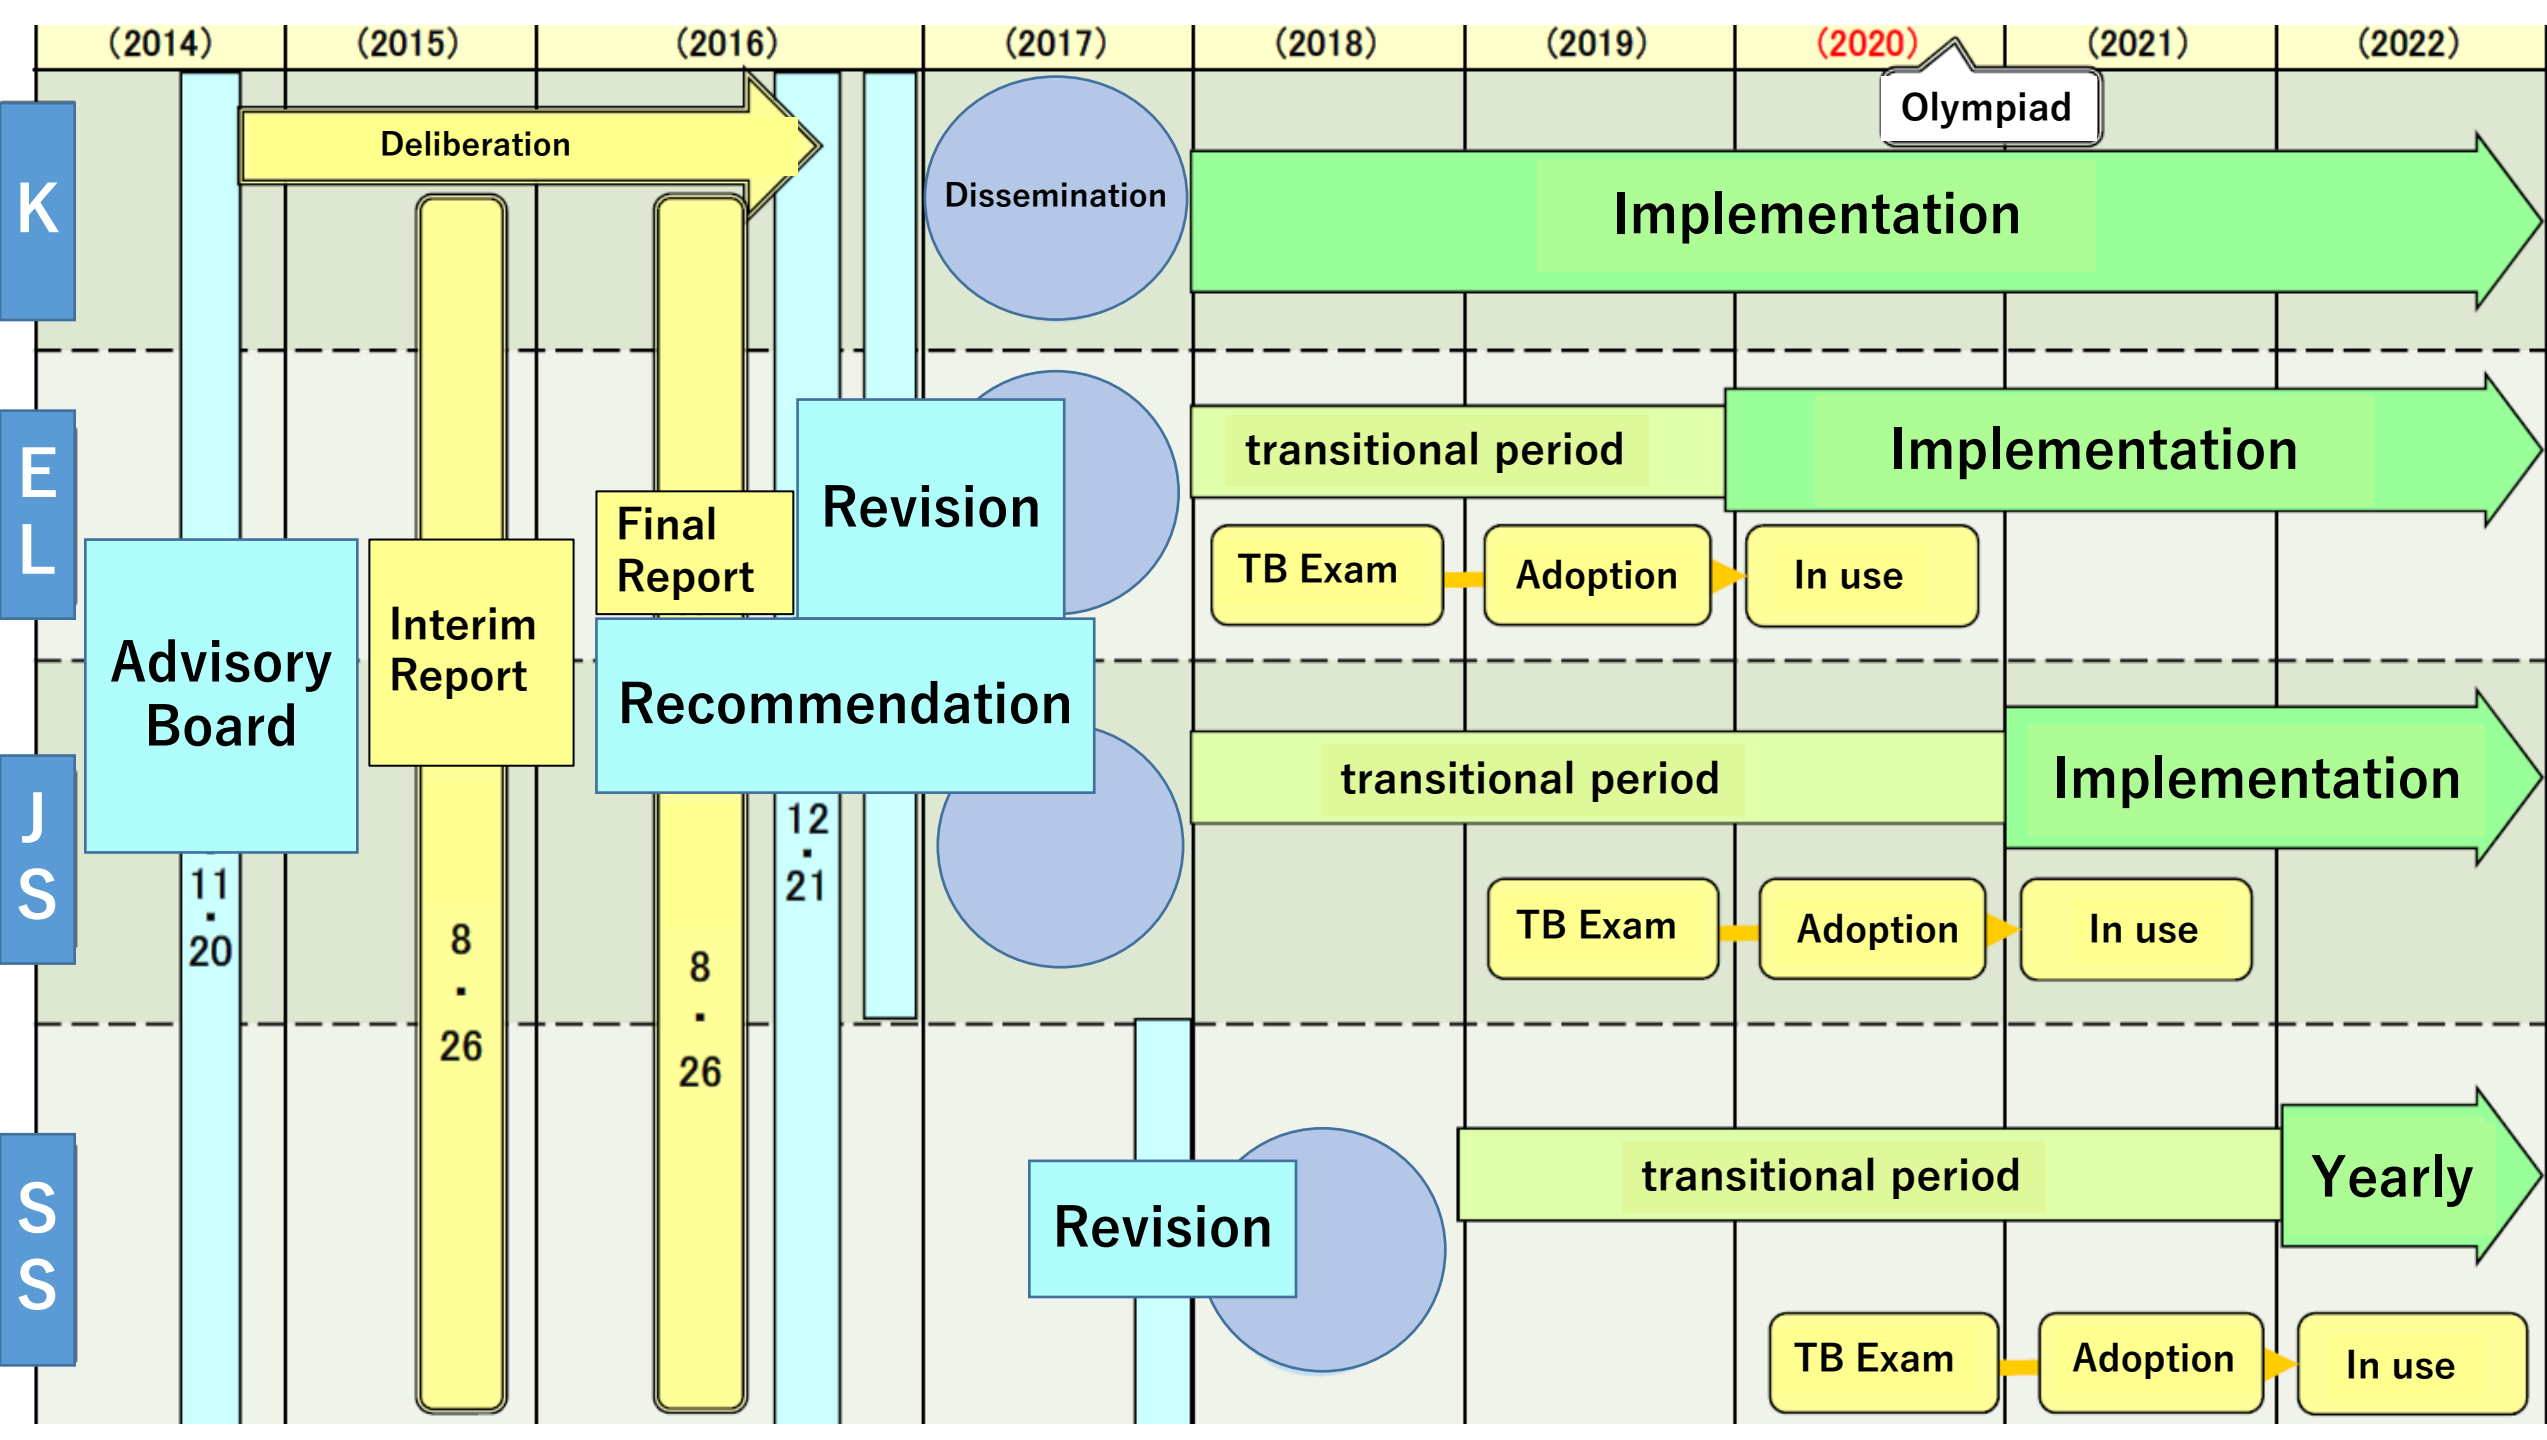 (2014)
(2015)
(2016)
(2017)
(2018)
(2019)
(2020)
(2021)
(2022)
Olympiad
K
Deliberation
Dissemination
Implementation
E
L
transitional period
Implementation
TB Exam
Adoption
In use
Revision
Final
Report
Advisory
Board
Interim
Report
Recommendation
J
S
transitional period
Implementation
TB Exam
Adoption
In use
11
・
20
8
・
26
8
・
26
12
・
21
S
S
Revision
transitional period
Yearly
TB Exam
Adoption
In use